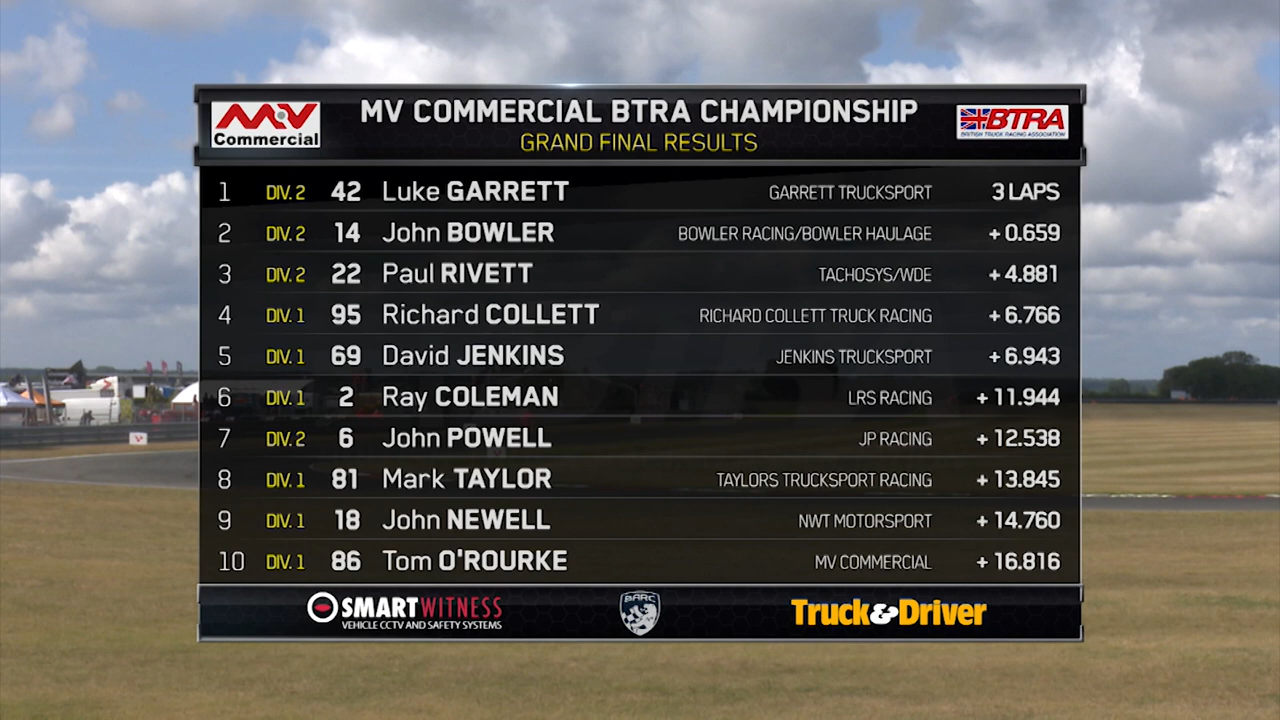 MV COMMERCIAL BTRA CHAMPIONSHIP
GRAND FINAL RESULTS
MV Commercial
BTRA
BRITISH TRUCK RACING ASSOCIATION
1 DIV. 2 42 Luke GARRETT GARRETT TRUCKSPORT 3 LAPS
2 DIV. 2 14 John BOWLER BOWLER RACING/BOWLER HAULAGE + 0.659
3 DIV. 2 22 Paul RIVETT TACHOSYS/WDE + 4.881
4 DIV. 1 95 Richard COLLETT RICHARD COLLETT TRUCK RACING + 6.766
5 DIV. 1 69 David JENKINS JENKINS TRUCKSPORT + 6.943
6 DIV. 1 2 Ray COLEMAN LRS RACING + 11.944
7 DIV. 2 6 John POWELL JP RACING + 12.538
8 DIV. 1 81 Mark TAYLOR TAYLORS TRUCKSPORT RACING + 13.845
9 DIV. 1 18 John NEWELL NWT MOTORSPORT + 14.760
10 DIV. 1 86 Tom O'ROURKE MV COMMERCIAL + 16.816
SMARTWITNESS
VEHICLE CCTV AND SAFETY SYSTEMS
BARC
Truck&Driver